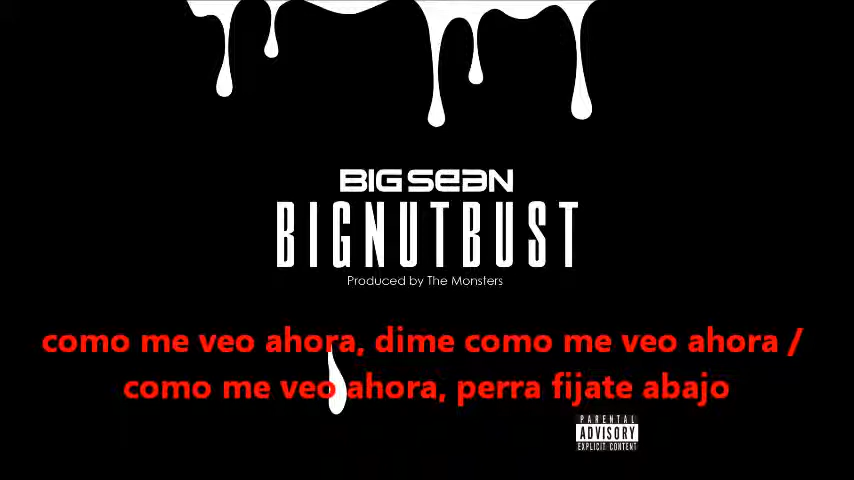 BIG SEAN
BIGNUTBUST
Produced by The Monsters
como me veo ahora, dime como me veo ahora /
como me veo ahora, perra fijate abajo
PARENTAL
ADVISORY
EXPLICIT CONTENT